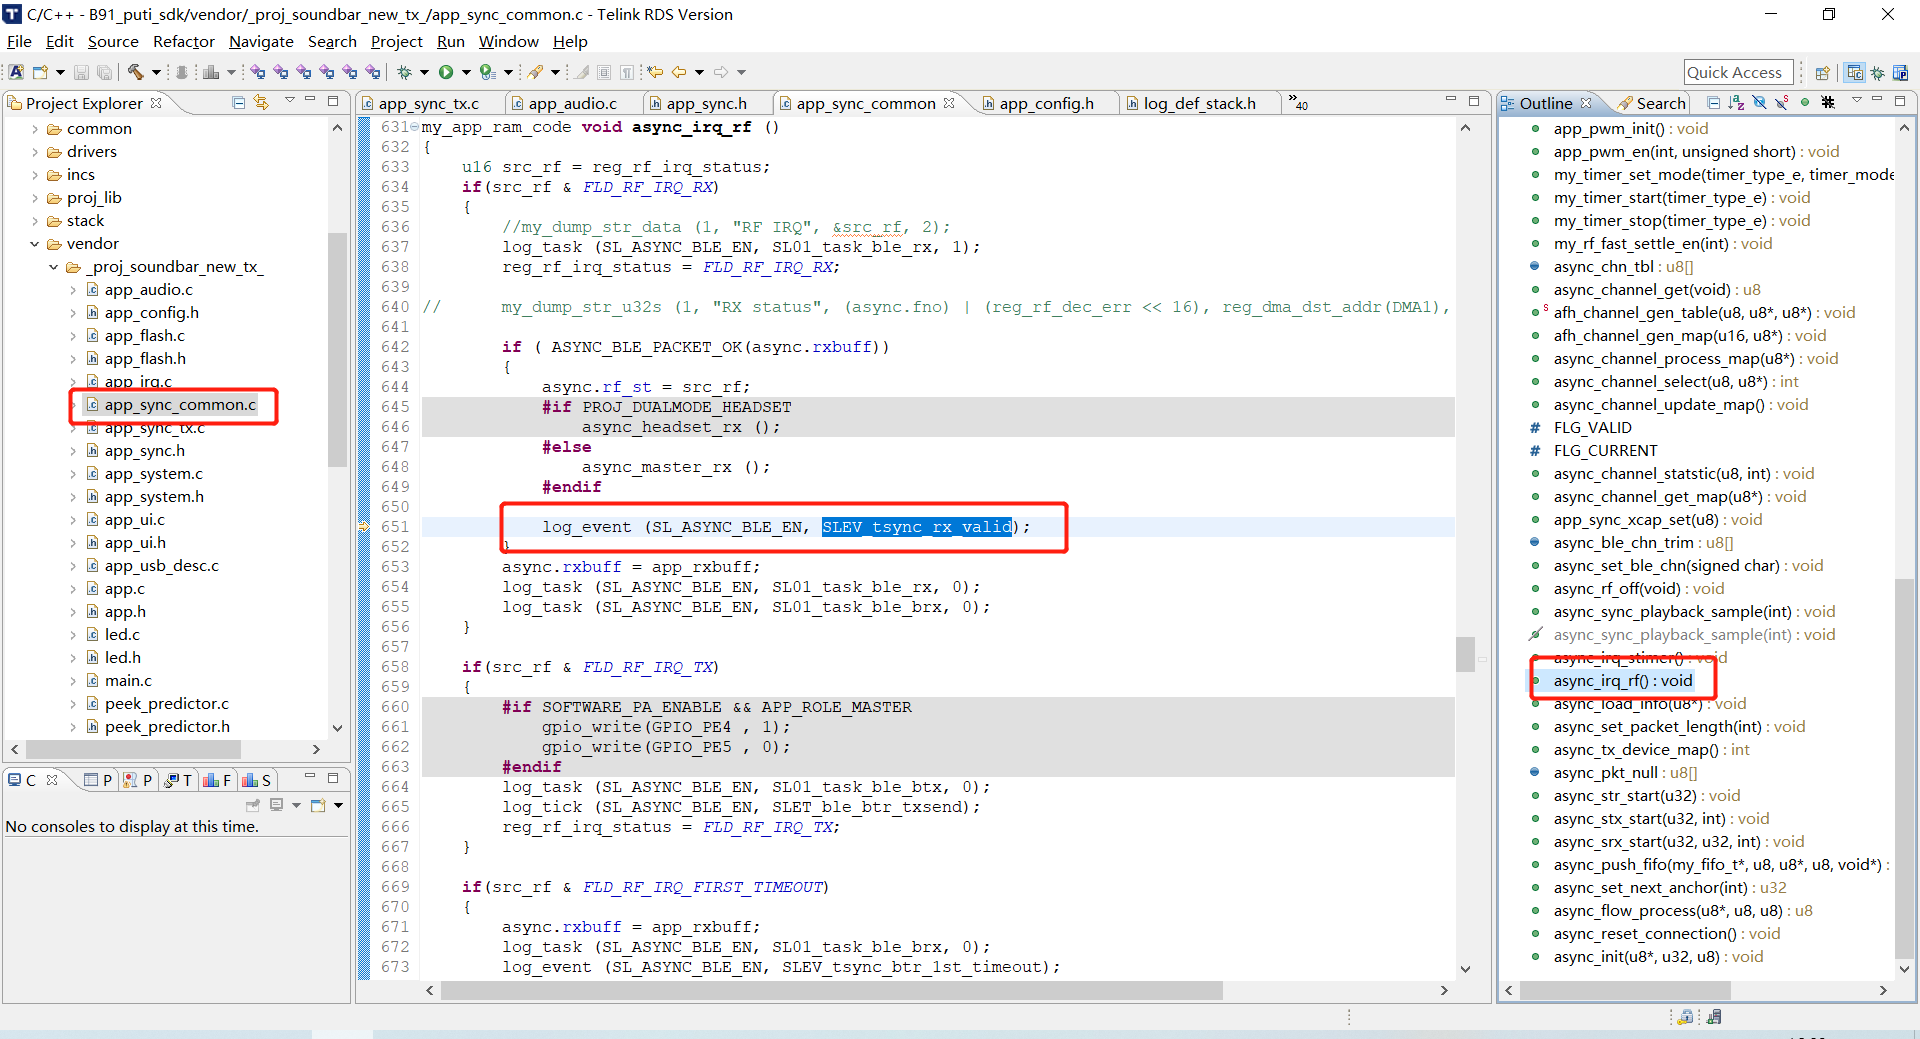 C/C++ - B91_puti_sdk/vendor/_proj_soundbar_new_tx_/app_sync_common.c - Telink RDS Version
File Edit Source Refactor Navigate Search Project Run Window Help
Quick Access
Project Explorer
common
drivers
incs
proj_lib
stack
vendor
_proj_soundbar_new_tx_
app_audio.c
app_config.h
app_flash.c
app_flash.h
app_irq.c
app_sync_common.c
app_sync_tx.c
app_sync.h
app_system.c
app_system.h
app_ui.c
app_ui.h
app_usb_desc.c
app.c
app.h
led.c
led.h
main.c
peek_predictor.c
peek_predictor.h
C P P T F S
No consoles to display at this time.
app_sync_tx.c app_audio.c app_sync.h app_sync_common app_config.h log_def_stack.h »40
631 my_app_ram_code void async_irq_rf ()
632 {
633 u16 src_rf = reg_rf_irq_status;
634 if(src_rf & FLD_RF_IRQ_RX)
635 {
636 //my_dump_str_data (1, "RF IRQ", &src_rf, 2);
637 log_task (SL_ASYNC_BLE_EN, SL01_task_ble_rx, 1);
638 reg_rf_irq_status = FLD_RF_IRQ_RX;
639
640 // my_dump_str_u32s (1, "RX status", (async.fno) | (reg_rf_dec_err << 16), reg_dma_dst_addr(DMA1),
641
642 if ( ASYNC_BLE_PACKET_OK(async.rxbuff))
643 {
644 async.rf_st = src_rf;
645 #if PROJ_DUALMODE_HEADSET
646 async_headset_rx ();
647 #else
648 async_master_rx ();
649 #endif
650
651 log_event (SL_ASYNC_BLE_EN, SLEV_tsync_rx_valid);
652 }
653 async.rxbuff = app_rxbuff;
654 log_task (SL_ASYNC_BLE_EN, SL01_task_ble_rx, 0);
655 log_task (SL_ASYNC_BLE_EN, SL01_task_ble_brx, 0);
656 }
657
658 if(src_rf & FLD_RF_IRQ_TX)
659 {
660 #if SOFTWARE_PA_ENABLE && APP_ROLE_MASTER
661 gpio_write(GPIO_PE4 , 1);
662 gpio_write(GPIO_PE5 , 0);
663 #endif
664 log_task (SL_ASYNC_BLE_EN, SL01_task_ble_btx, 0);
665 log_tick (SL_ASYNC_BLE_EN, SLET_ble_btr_txsend);
666 reg_rf_irq_status = FLD_RF_IRQ_TX;
667 }
668
669 if(src_rf & FLD_RF_IRQ_FIRST_TIMEOUT)
670 {
671 async.rxbuff = app_rxbuff;
672 log_task (SL_ASYNC_BLE_EN, SL01_task_ble_brx, 0);
673 log_event (SL_ASYNC_BLE_EN, SLEV_tsync_btr_1st_timeout);
Outline Search
app_pwm_init() : void
app_pwm_en(int, unsigned short) : void
my_timer_set_mode(timer_type_e, timer_mode
my_timer_start(timer_type_e) : void
my_timer_stop(timer_type_e) : void
my_rf_fast_settle_en(int) : void
async_chn_tbl : u8[]
async_channel_get(void) : u8
afh_channel_gen_table(u8, u8*, u8*) : void
afh_channel_gen_map(u16, u8*) : void
async_channel_process_map(u8*) : void
async_channel_select(u8, u8*) : int
async_channel_update_map() : void
FLG_VALID
FLG_CURRENT
async_channel_statstic(u8, int) : void
async_channel_get_map(u8*) : void
app_sync_xcap_set(u8) : void
async_ble_chn_trim : u8[]
async_set_ble_chn(signed char) : void
async_rf_off(void) : void
async_sync_playback_sample(int) : void
async_sync_playback_sample(int) : void
async_irq_stimer() : void
async_irq_rf() : void
async_load_info(u8*) : void
async_set_packet_length(int) : void
async_tx_device_map() : int
async_pkt_null : u8[]
async_str_start(u32) : void
async_stx_start(u32, int) : void
async_srx_start(u32, u32, int) : void
async_push_fifo(my_fifo_t*, u8, u8*, u8, void*) :
async_set_next_anchor(int) : u32
async_flow_process(u8*, u8, u8) : u8
async_reset_connection() : void
async_init(u8*, u32, u8) : void